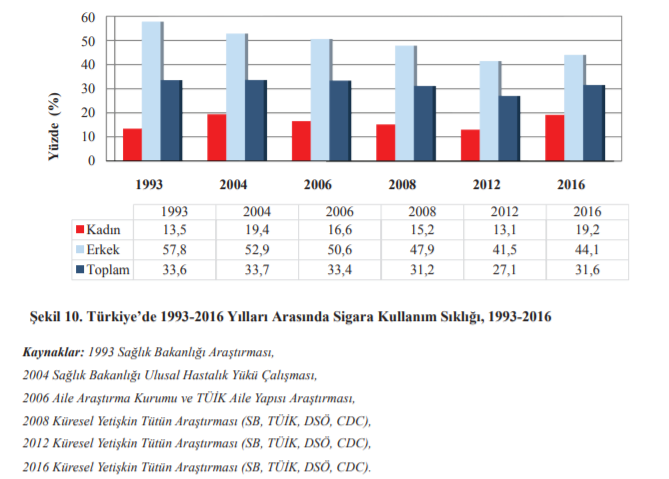 60
50
40
30
20
10
0
Yüzde (%)
1993 2004 2006 2008 2012 2016
1993 2004 2006 2008 2012 2016
Kadın 13,5 19,4 16,6 15,2 13,1 19,2
Erkek 57,8 52,9 50,6 47,9 41,5 44,1
Toplam 33,6 33,7 33,4 31,2 27,1 31,6
Şekil 10. Türkiye’de 1993-2016 Yılları Arasında Sigara Kullanım Sıklığı, 1993-2016
Kaynaklar: 1993 Sağlık Bakanlığı Araştırması,
2004 Sağlık Bakanlığı Ulusal Hastalık Yükü Çalışması,
2006 Aile Araştırma Kurumu ve TÜİK Aile Yapısı Araştırması,
2008 Küresel Yetişkin Tütün Araştırması (SB, TÜİK, DSÖ, CDC),
2012 Küresel Yetişkin Tütün Araştırması (SB, TÜİK, DSÖ, CDC),
2016 Küresel Yetişkin Tütün Araştırması (SB, TÜİK, DSÖ, CDC).